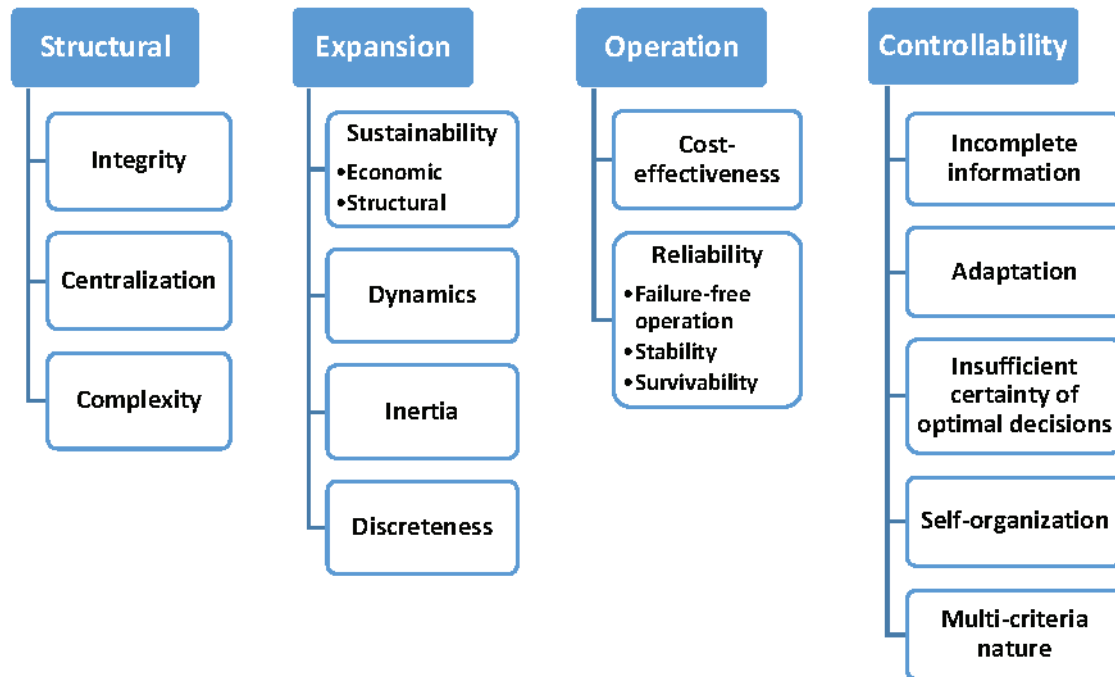 Structural
Integrity
Centralization
Complexity
Expansion
Sustainability
•Economic
•Structural
Dynamics
Inertia
Discreteness
Operation
Cost-
effectiveness
Reliability
•Failure-free
operation
•Stability
•Survivability
Controllability
Incomplete
information
Adaptation
Insufficient
certainty of
optimal decisions
Self-organization
Multi-criteria
nature